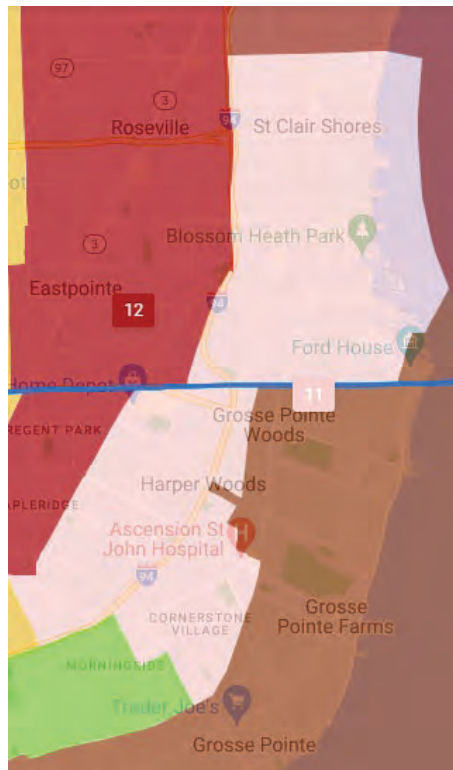 97
3
Roseville
94
St Clair Shores
ot
Blossom Heath Park
3
Eastpointe
12
94
Ford House
Home Depot
11
REGENT PARK
Grosse Pointe
Woods
Harper Woods
APLERIDGE
Ascension St
John Hospital
H
94
CORNERSTONE
VILLAGE
Grosse
Pointe Farms
MORNINGSIDE
Trader Joe's
Grosse Pointe